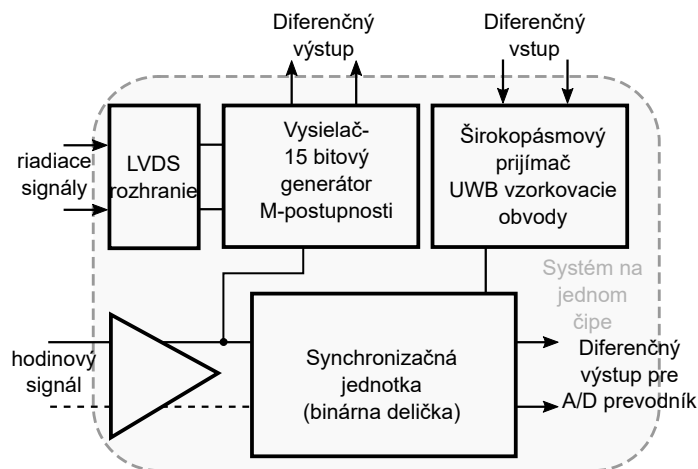 Diferenčný
výstup
Diferenčný
vstup
riadiace
signály
LVDS
rozhranie
Vysielač-
15 bitový
generátor
M-postupnosti
Širokopásmový
prijímač
UWB vzorkovacie
obvody
Systém na
jednom
čipe
hodinový
signál
Synchronizačná
jednotka
(binárna delička)
Diferenčný
výstup pre
A/D prevodník